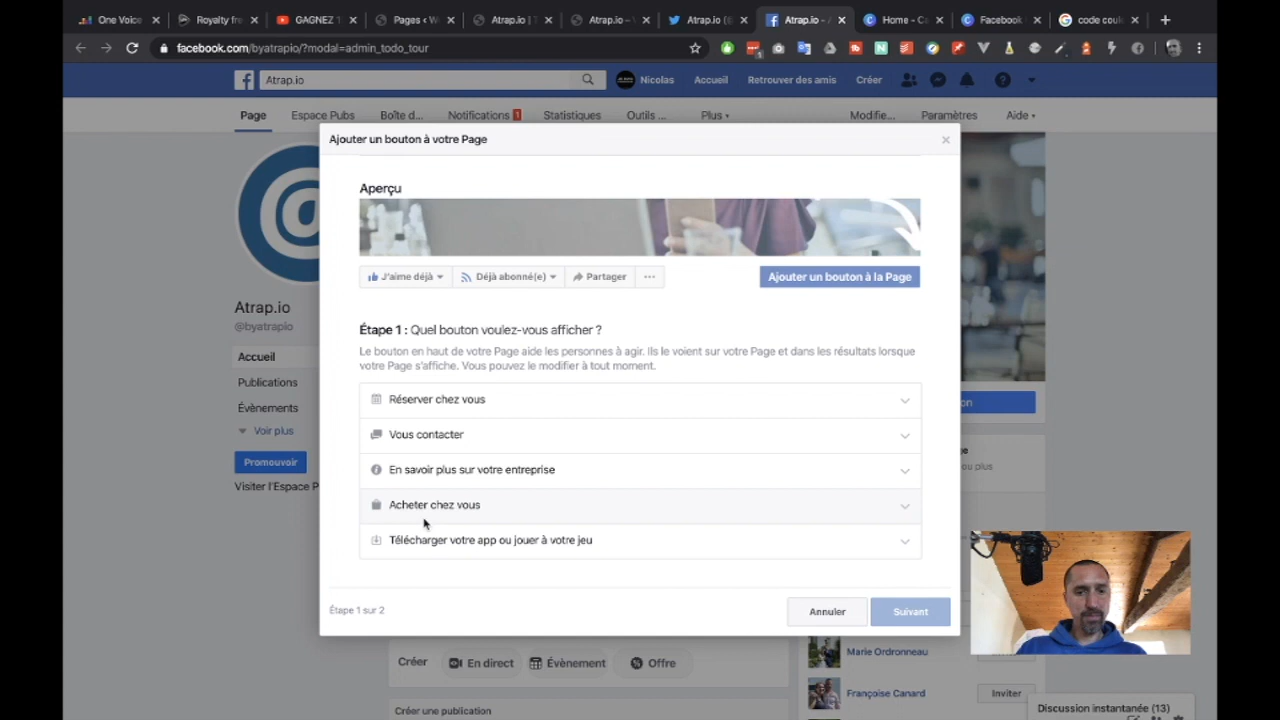 One Voice
Royalty fre
GAGNEZ 1
Pages ‹ W
Atrap.io | T
Atrap.io –
Atrap.io (@
Atrap.io - /
Home - Ca
Facebook
code coul
facebook.com/byatrapio/?modal=admin_todo_tour
Atrap.io
Nicolas
Accueil
Retrouver des amis
Créer
Page
Espace Pubs
Boîte d...
Notifications 1
Statistiques
Outils ...
Plus
Modifie...
Paramètres
Aide
Ajouter un bouton à votre Page
Aperçu
J'aime déjà
Déjà abonné(e)
Partager
Ajouter un bouton à la Page
Étape 1 : Quel bouton voulez-vous afficher ?
Le bouton en haut de votre Page aide les personnes à agir. Ils le voient sur votre Page et dans les résultats lorsque
votre Page s'affiche. Vous pouvez le modifier à tout moment.
Réserver chez vous
Vous contacter
En savoir plus sur votre entreprise
Acheter chez vous
Télécharger votre app ou jouer à votre jeu
Étape 1 sur 2
Annuler
Suivant
@
Atrap.io
@byatrapio
Accueil
Publications
Évènements
Voir plus
Promouvoir
Visiter l'Espace P
on
ge
ou plus
Créer
En direct
Évènement
Offre
Créer une publication
Marie Ordronneau
Françoise Canard
Inviter
Discussion instantanée (13)